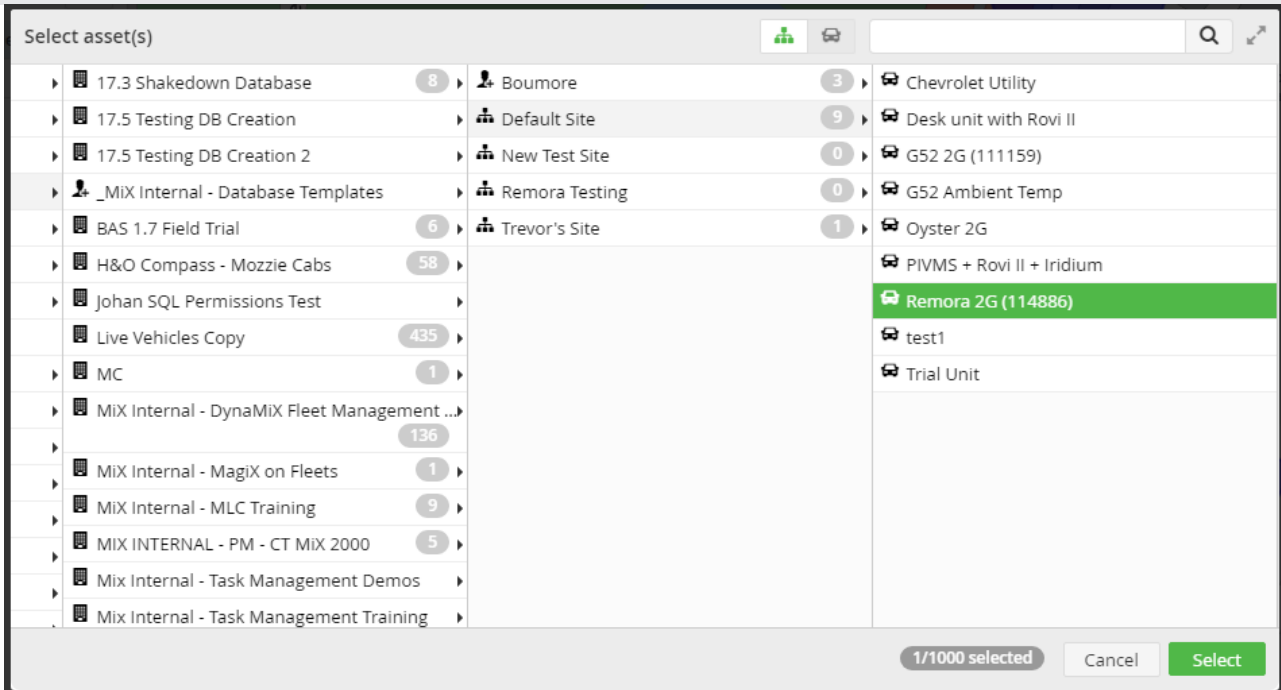 Select asset(s)
17.3 Shakedown Database 8
17.5 Testing DB Creation
17.5 Testing DB Creation 2
_MiX Internal - Database Templates
BAS 1.7 Field Trial 6
H&O Compass - Mozzie Cabs 58
Johan SQL Permissions Test
Live Vehicles Copy 435
MC 1
MiX Internal - DynaMiX Fleet Management ...
136
MiX Internal - MagiX on Fleets 1
MiX Internal - MLC Training 9
MIX INTERNAL - PM - CT MiX 2000 5
Mix Internal - Task Management Demos
Mix Internal - Task Management Training
Boumore 3
Default Site 9
New Test Site 0
Remora Testing 0
Trevor's Site 1
Chevrolet Utility
Desk unit with Rovi II
G52 2G (111159)
G52 Ambient Temp
Oyster 2G
PIVMS + Rovi II + Iridium
Remora 2G (114886)
test1
Trial Unit
1/1000 selected
Cancel
Select